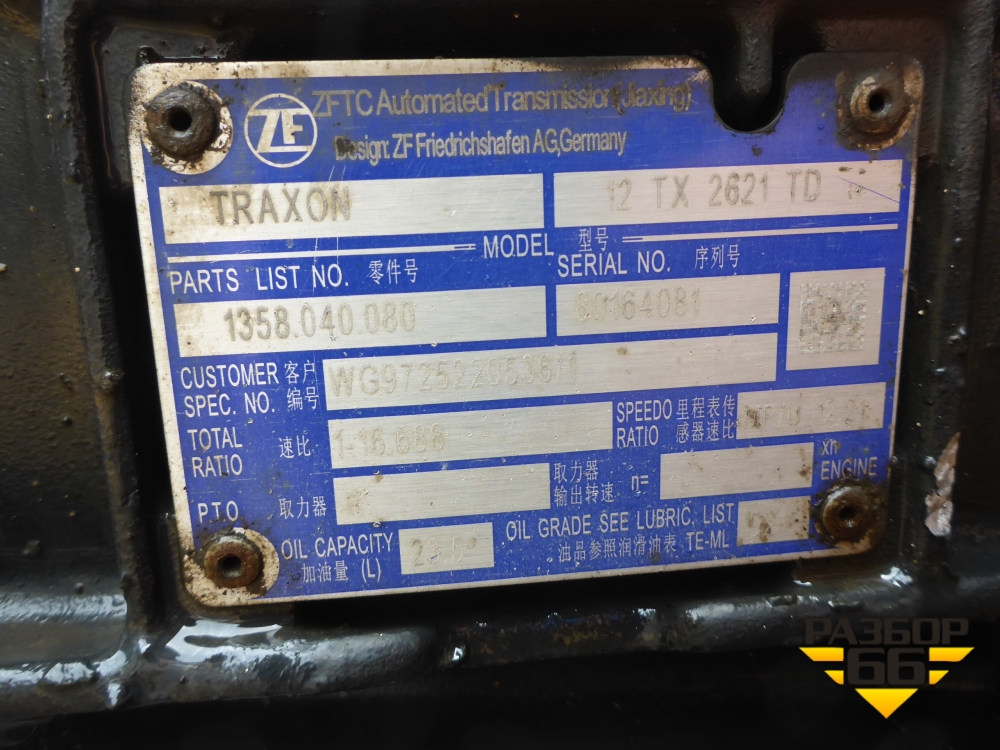 ZF ZFTC Automated Transmission(Jiaxing)
Design: ZF Friedrichshafen AG,Germany
TRAXON 12 TX 2621 TD
MODEL 型号
PARTS LIST NO. 零件号 SERIAL NO. 序列号
1358.040.080 60164081
CUSTOMER 客户
SPEC. NO. 编号
TOTAL 速比
RATIO
1-16.688
SPEEDO 里程表传
RATIO 感器速比
P.T.O 取力器
取力器
输出转速 n=
xn
ENGINE
OIL CAPACITY
加油量 (L)
OIL GRADE SEE LUBRIC. LIST
油品参照润滑油表 TE-ML
РАЗБОР
66